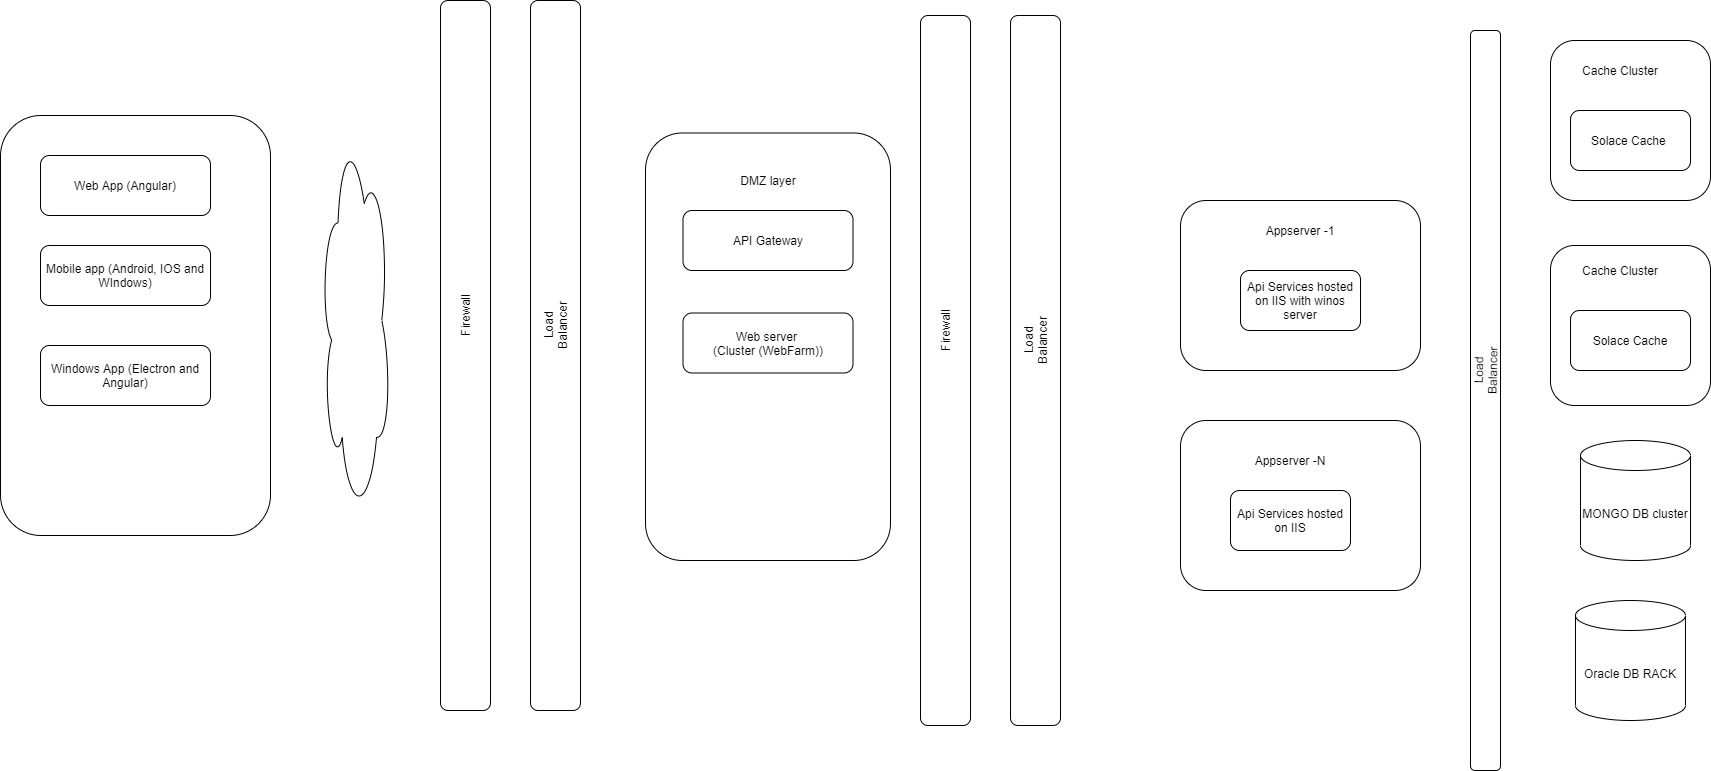 Web App (Angular)
Mobile app (Android, IOS and
WIndows)
Windows App (Electron and
Angular)
Firewall
Load
Balancer
DMZ layer
API Gateway
Web server
(Cluster (WebFarm))
Firewall
Load
Balancer
Appserver -1
Api Services hosted
on IIS with winos
server
Appserver -N
Api Services hosted
on IIS
Load
Balancer
Cache Cluster
Solace Cache
Cache Cluster
Solace Cache
MONGO DB cluster
Oracle DB RACK